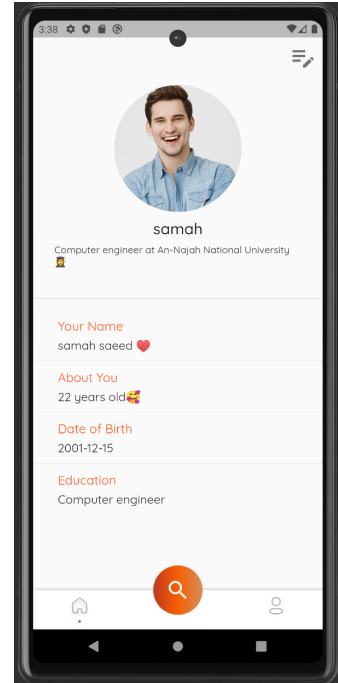 3:38
samah
Computer engineer at An-Najah National University
👩‍🎓
Your Name
samah saeed ♥️
About You
22 years old🥰
Date of Birth
2001-12-15
Education
Computer engineer